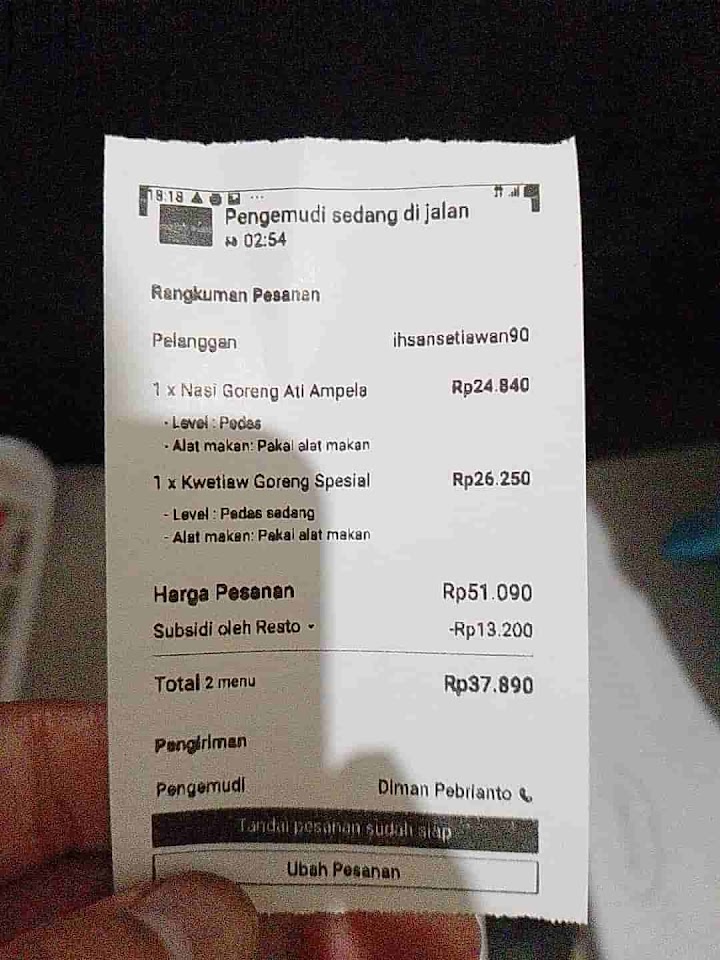 18:18 ...
Pengemudi sedang di jalan
02:54
Rangkuman Pesanan
Pelanggan ihsansetiawan90
1 x Nasi Goreng Ati Ampela Rp24.840
- Level : Pedas
- Alat makan: Pakai alat makan
1 x Kwetiaw Goreng Spesial Rp26.250
- Level : Pedas sedang
- Alat makan: Pakai alat makan
Harga Pesanan Rp51.090
Subsidi oleh Resto -Rp13.200
Total 2 menu Rp37.890
Pengiriman
Pengemudi Diman Pebrianto
Tandai pesanan sudah siap
Ubah Pesanan